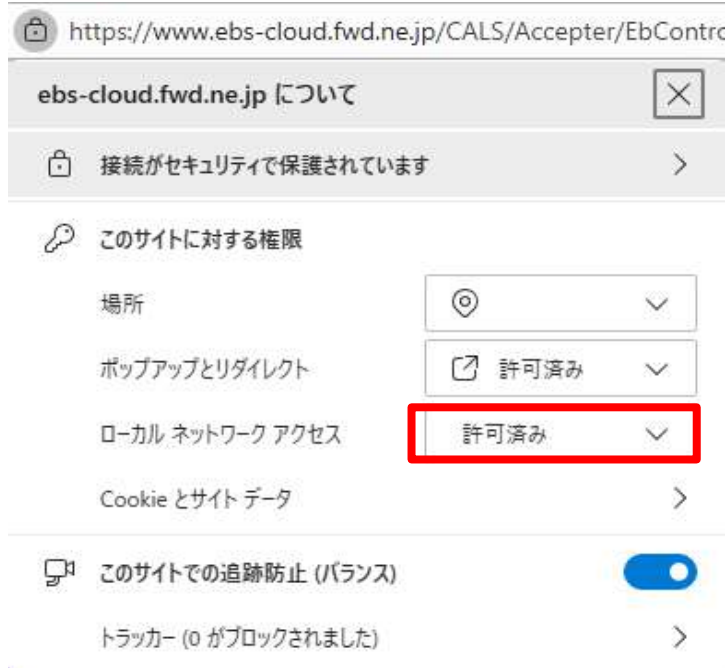 https://www.ebs-cloud.fwd.ne.jp/CALS/Accepter/EbContro
ebs-cloud.fwd.ne.jp について
接続がセキュリティで保護されています
このサイトに対する権限
場所
ポップアップとリダイレクト 許可済み
ローカル ネットワーク アクセス 許可済み
Cookie とサイト データ
このサイトでの追跡防止 (バランス)
トラッカー (0 がブロックされました)